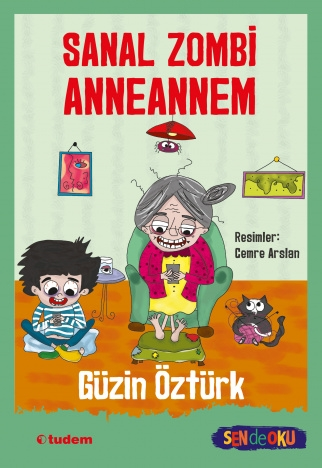 SANAL ZOMBİ
ANNEANNEM
Resimler:
Cemre Arslan
Güzin Öztürk
tudem
SENdeOKU